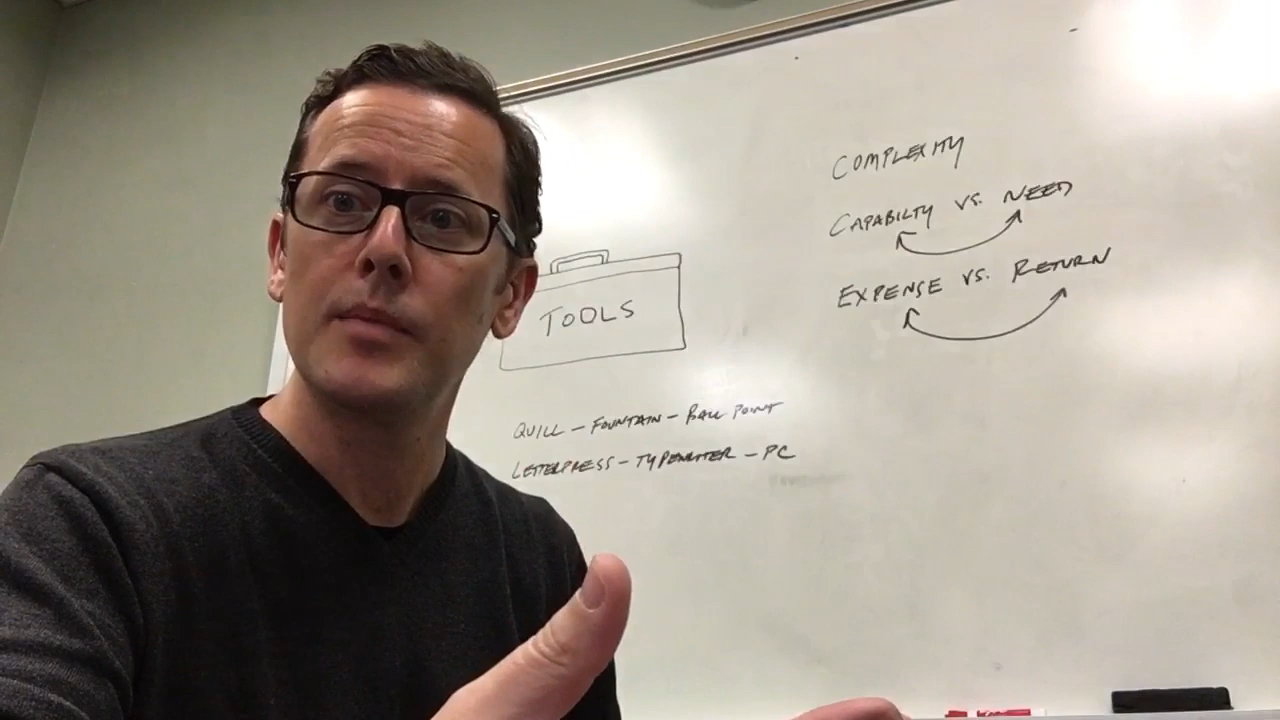 TOOLS
QUILL – FOUNTAIN – BALL POINT
LETTERPRESS – TYPEWRITER – PC
COMPLEXITY
CAPABILTY VS. NEED
EXPENSE VS. RETURN